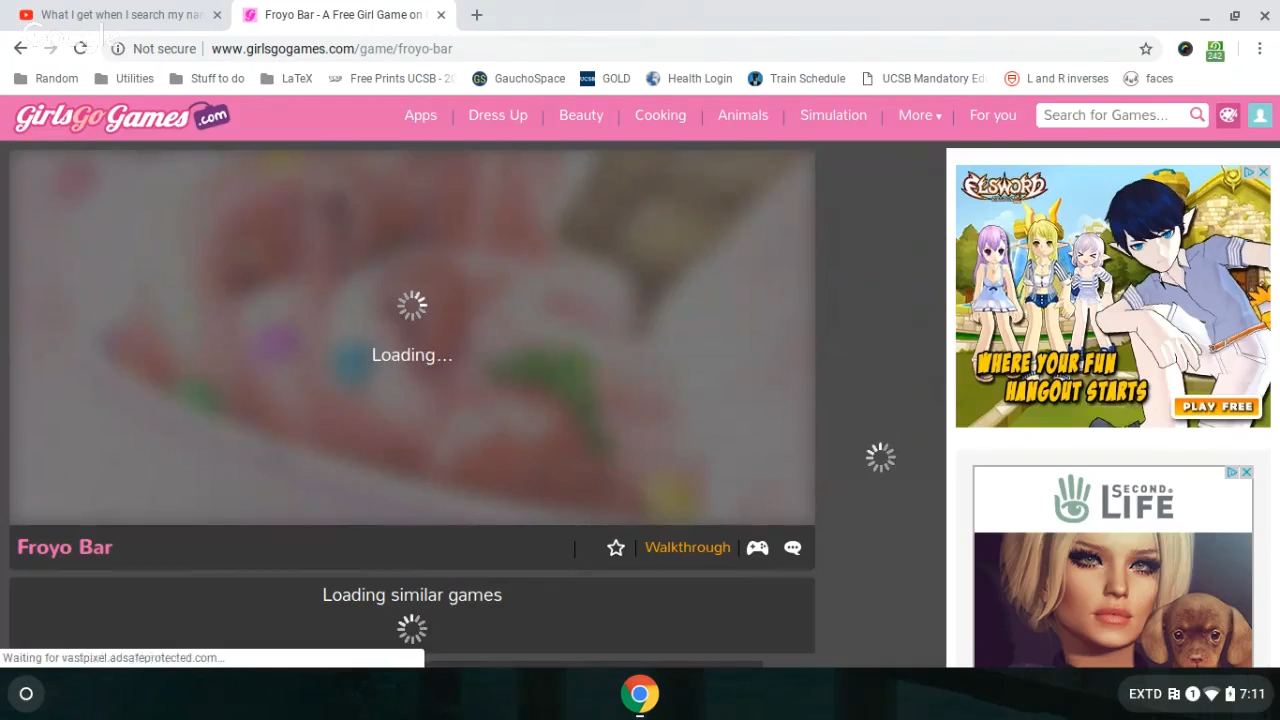 What I get when I search my nar
Froyo Bar - A Free Girl Game on
Not secure
www.girlsgogames.com/game/froyo-bar
242
Random
Utilities
Stuff to do
LaTeX
Free Prints UCSB - 20
GauchoSpace
GOLD
Health Login
Train Schedule
UCSB Mandatory Ed
L and R inverses
faces
GirlsGoGames.com
Apps
Dress Up
Beauty
Cooking
Animals
Simulation
More
For you
Search for Games...
Loading...
ELSWORD
WHERE YOUR FUN
HANGOUT STARTS
PLAY FREE
SECOND
LIFE
Froyo Bar
Walkthrough
Loading similar games
Waiting for vastpixel.adsafeprotected.com...
EXTD
1
7:11